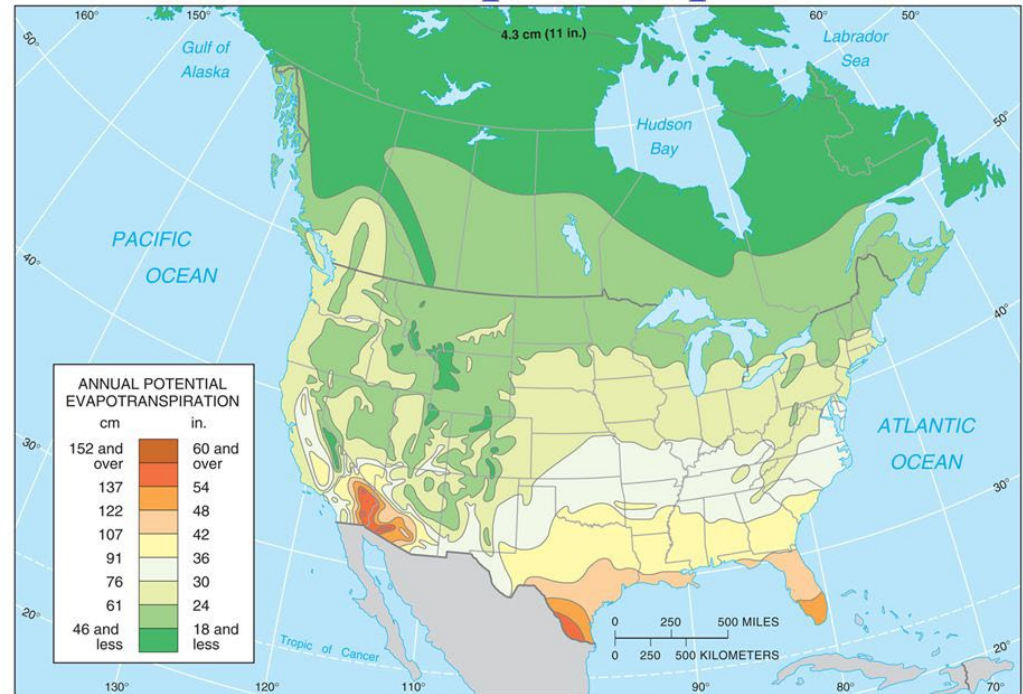 160°
150°
60°
50°
4.3 cm (11 in.)
50°
Gulf of
Alaska
Labrador
Sea
Hudson
Bay
50°
PACIFIC
OCEAN
40°
40°
ANNUAL POTENTIAL
EVAPOTRANSPIRATION
cm in.
152 and 60 and
over over
137 54
122 48
107 42
91 36
76 30
61 24
46 and 18 and
less less
ATLANTIC
OCEAN
30°
30°
20°
Tropic of Cancer
0 250 500 MILES
0 250 500 KILOMETERS
20°
130°
120°
110°
90°
80°
70°